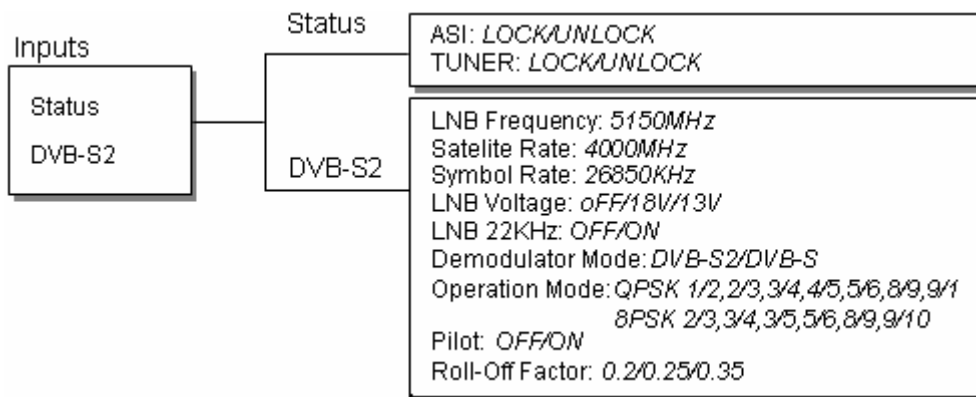 Inputs
Status
DVB-S2
Status
DVB-S2
ASI: LOCK/UNLOCK
TUNER: LOCK/UNLOCK
LNB Frequency: 5150MHz
Satelite Rate: 4000MHz
Symbol Rate: 26850KHz
LNB Voltage: oFF/18V/13V
LNB 22KHz: OFF/ON
Demodulator Mode: DVB-S2/DVB-S
Operation Mode: QPSK 1/2,2/3,3/4,4/5,5/6,8/9,9/1
8PSK 2/3,3/4,3/5,5/6,8/9,9/10
Pilot: OFF/ON
Roll-Off Factor: 0.2/0.25/0.35